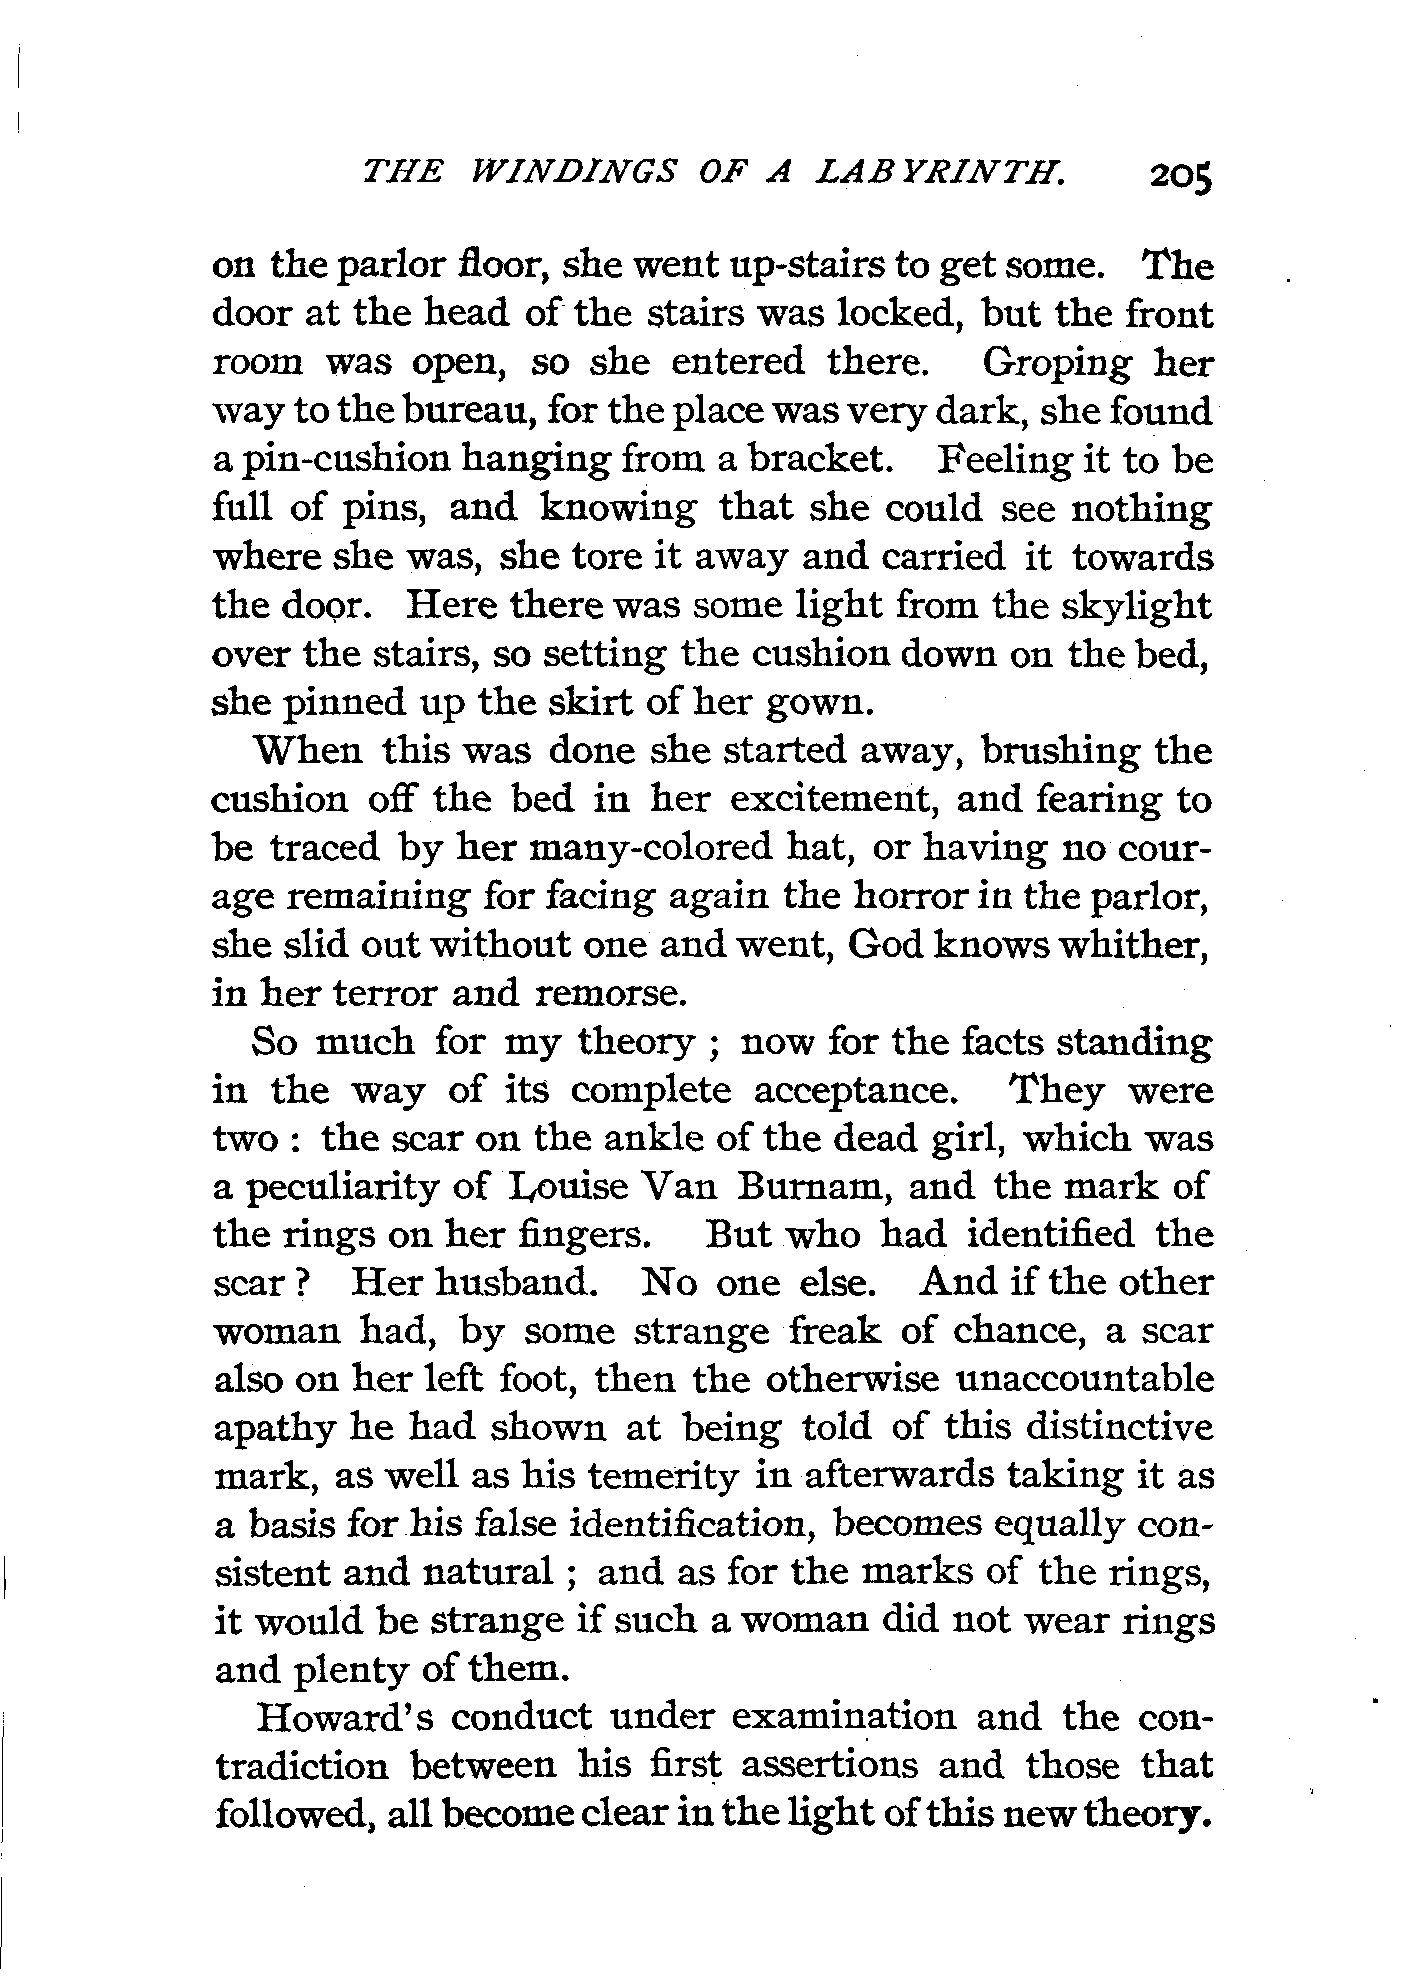 THE WINDINGS OF A LABYRINTH. 205
on the parlor floor, she went up-stairs to get some. The
door at the head of the stairs was locked, but the front
room was open, so she entered there. Groping her
way to the bureau, for the place was very dark, she found
a pin-cushion hanging from a bracket. Feeling it to be
full of pins, and knowing that she could see nothing
where she was, she tore it away and carried it towards
the door. Here there was some light from the skylight
over the stairs, so setting the cushion down on the bed,
she pinned up the skirt of her gown.
When this was done she started away, brushing the
cushion off the bed in her excitement, and fearing to
be traced by her many-colored hat, or having no cour-
age remaining for facing again the horror in the parlor,
she slid out without one and went, God knows whither,
in her terror and remorse.
So much for my theory ; now for the facts standing
in the way of its complete acceptance. They were
two : the scar on the ankle of the dead girl, which was
a peculiarity of Louise Van Burnam, and the mark of
the rings on her fingers. But who had identified the
scar ? Her husband. No one else. And if the other
woman had, by some strange freak of chance, a scar
also on her left foot, then the otherwise unaccountable
apathy he had shown at being told of this distinctive
mark, as well as his temerity in afterwards taking it as
a basis for his false identification, becomes equally con-
sistent and natural ; and as for the marks of the rings,
it would be strange if such a woman did not wear rings
and plenty of them.
Howard's conduct under examination and the con-
tradiction between his first assertions and those that
followed, all become clear in the light of this new theory.